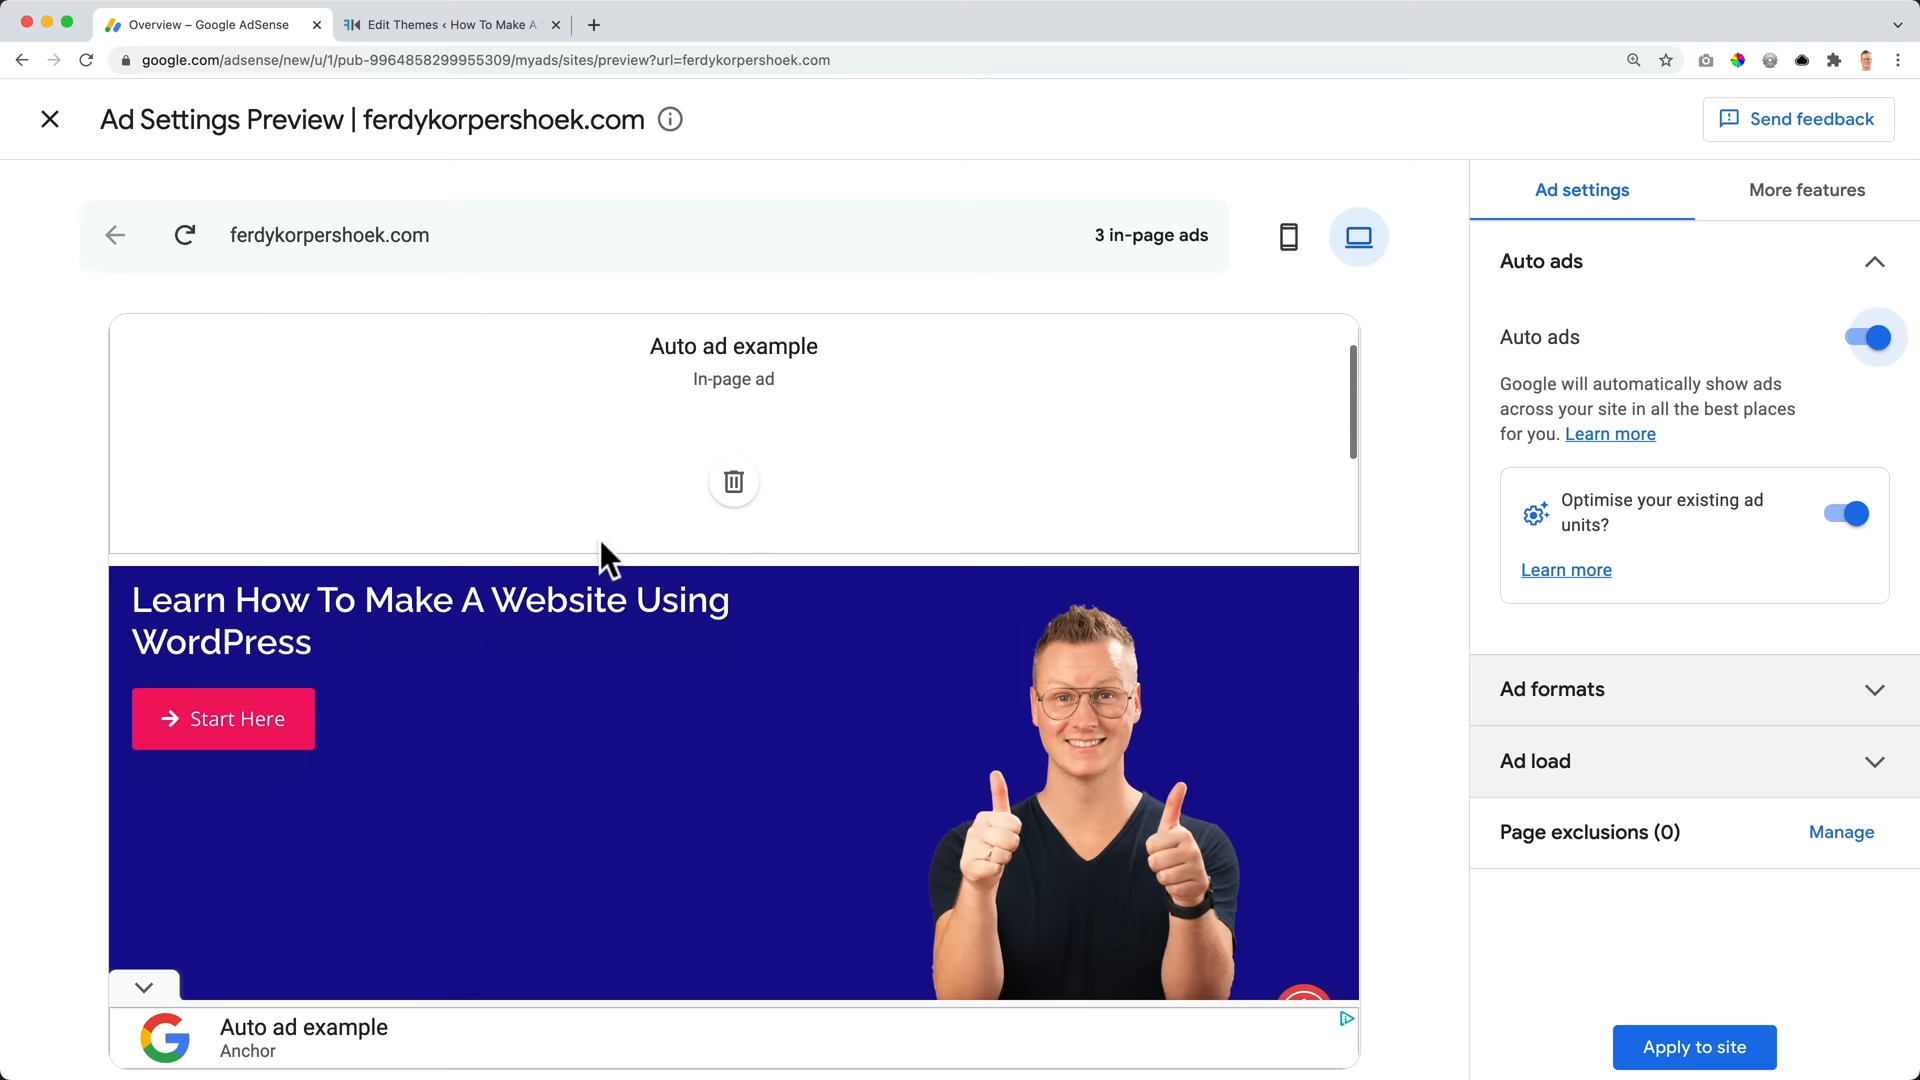 Overview – Google AdSense
Edit Themes ‹ How To Make A
google.com/adsense/new/u/1/pub-9964858299955309/myads/sites/preview?url=ferdykorpershoek.com
Ad Settings Preview | ferdykorpershoek.com
Send feedback
ferdykorpershoek.com
3 in-page ads
Auto ad example
In-page ad
Learn How To Make A Website Using
WordPress
Start Here
Auto ad example
Anchor
Ad settings
More features
Auto ads
Auto ads
Google will automatically show ads
across your site in all the best places
for you. Learn more
Optimise your existing ad
units?
Learn more
Ad formats
Ad load
Page exclusions (0)
Manage
Apply to site